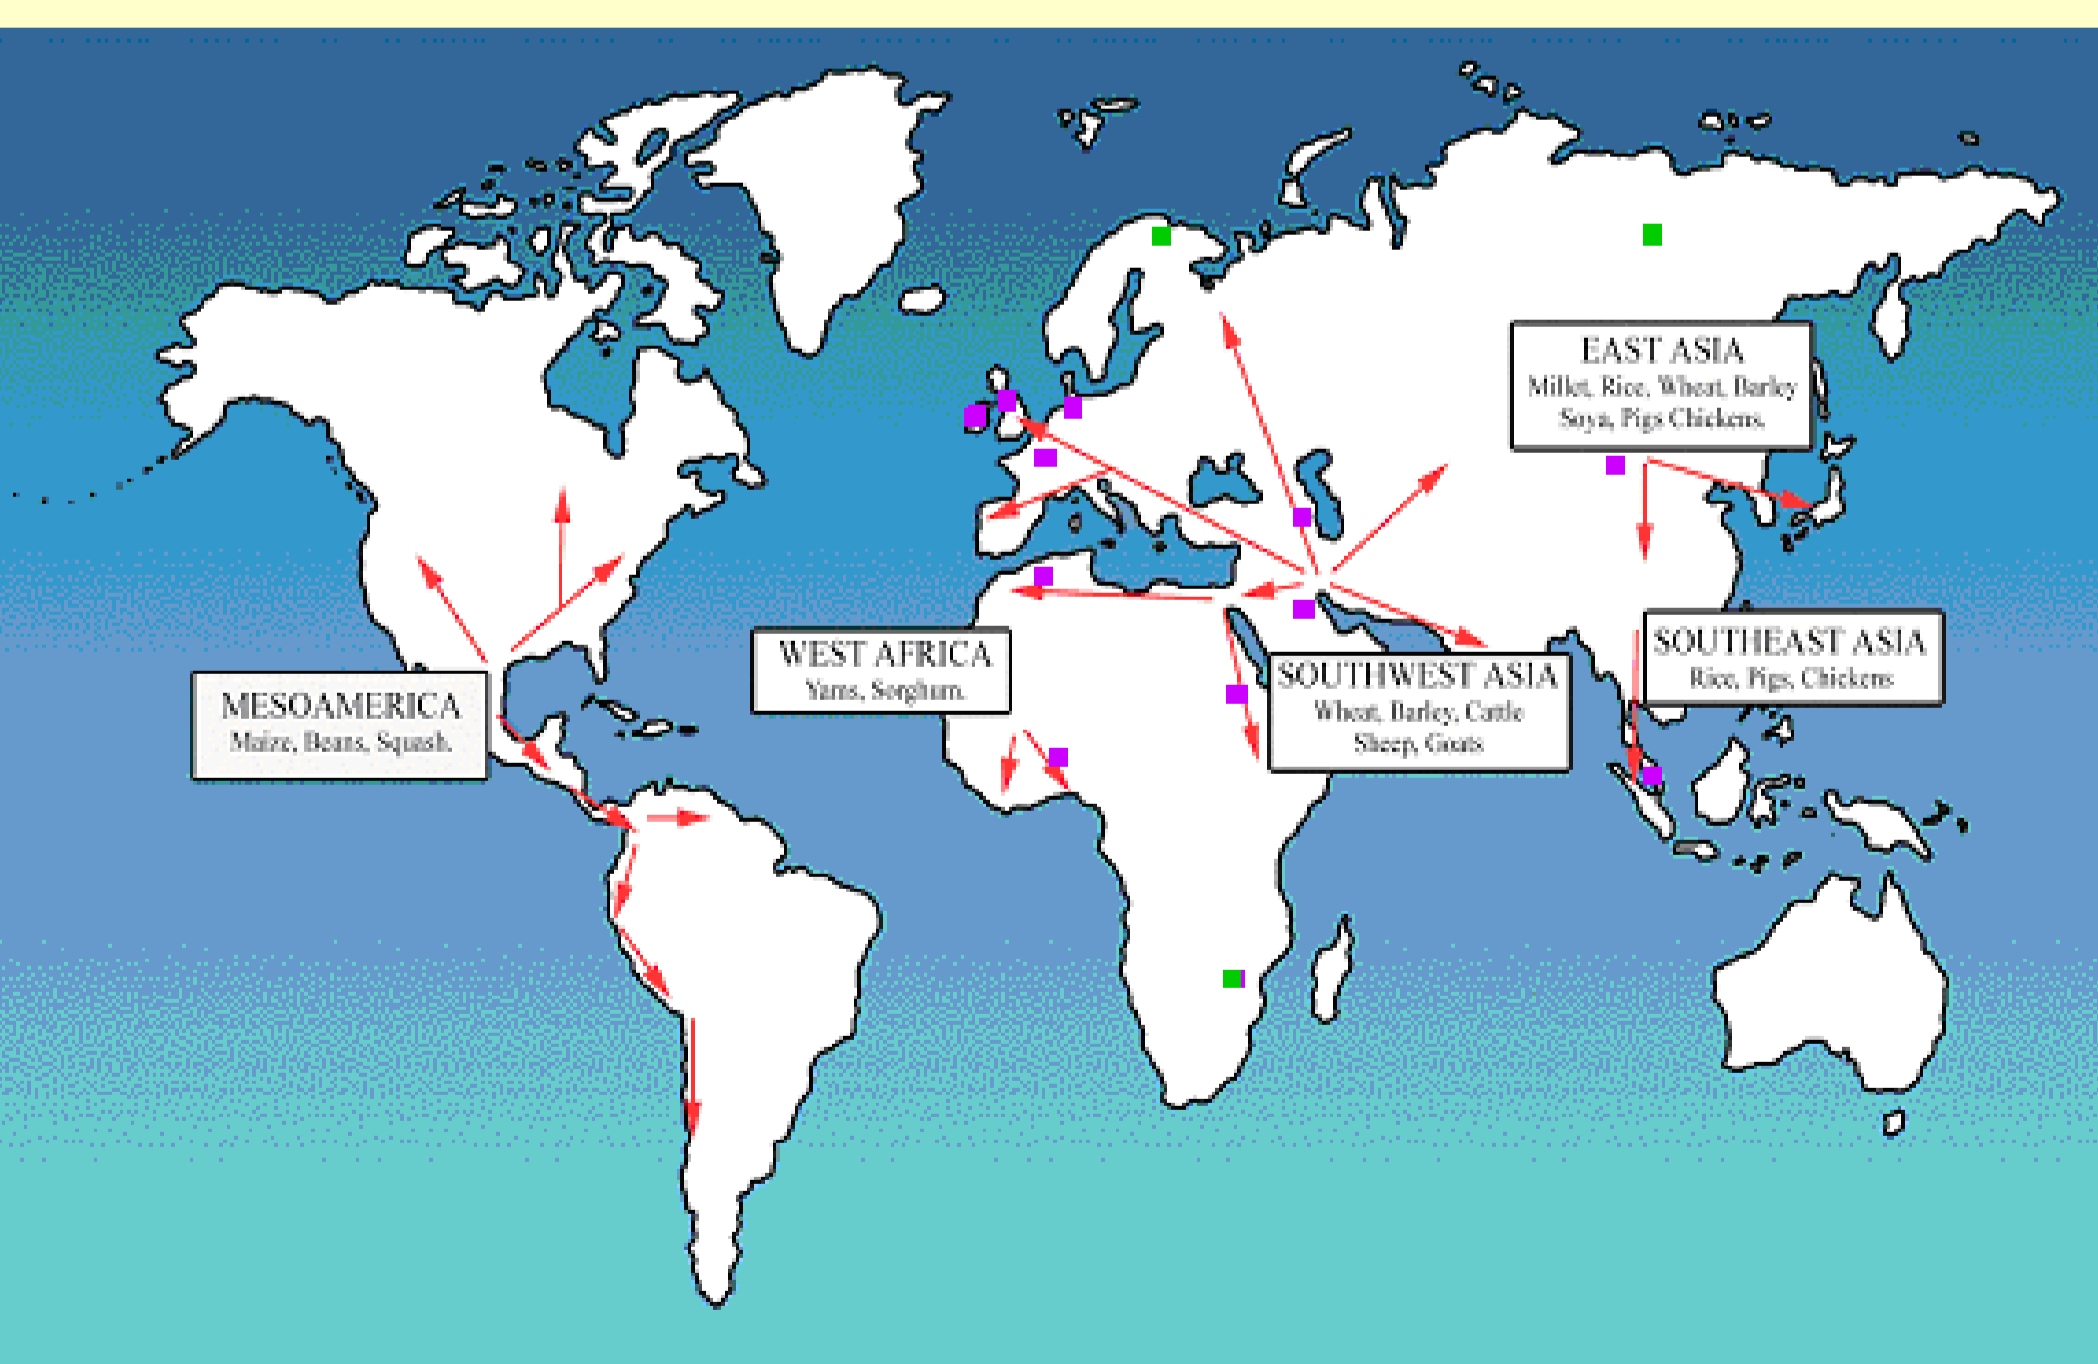 EAST ASIA
Millet, Rice, Wheat, Barley
Soya, Pigs Chickens.
WEST AFRICA
Yams, Sorghum.
SOUTHEAST ASIA
Rice, Pigs, Chickens
SOUTHWEST ASIA
Wheat, Barley, Cattle
Sheep, Goats
MESOAMERICA
Maize, Beans, Squash.